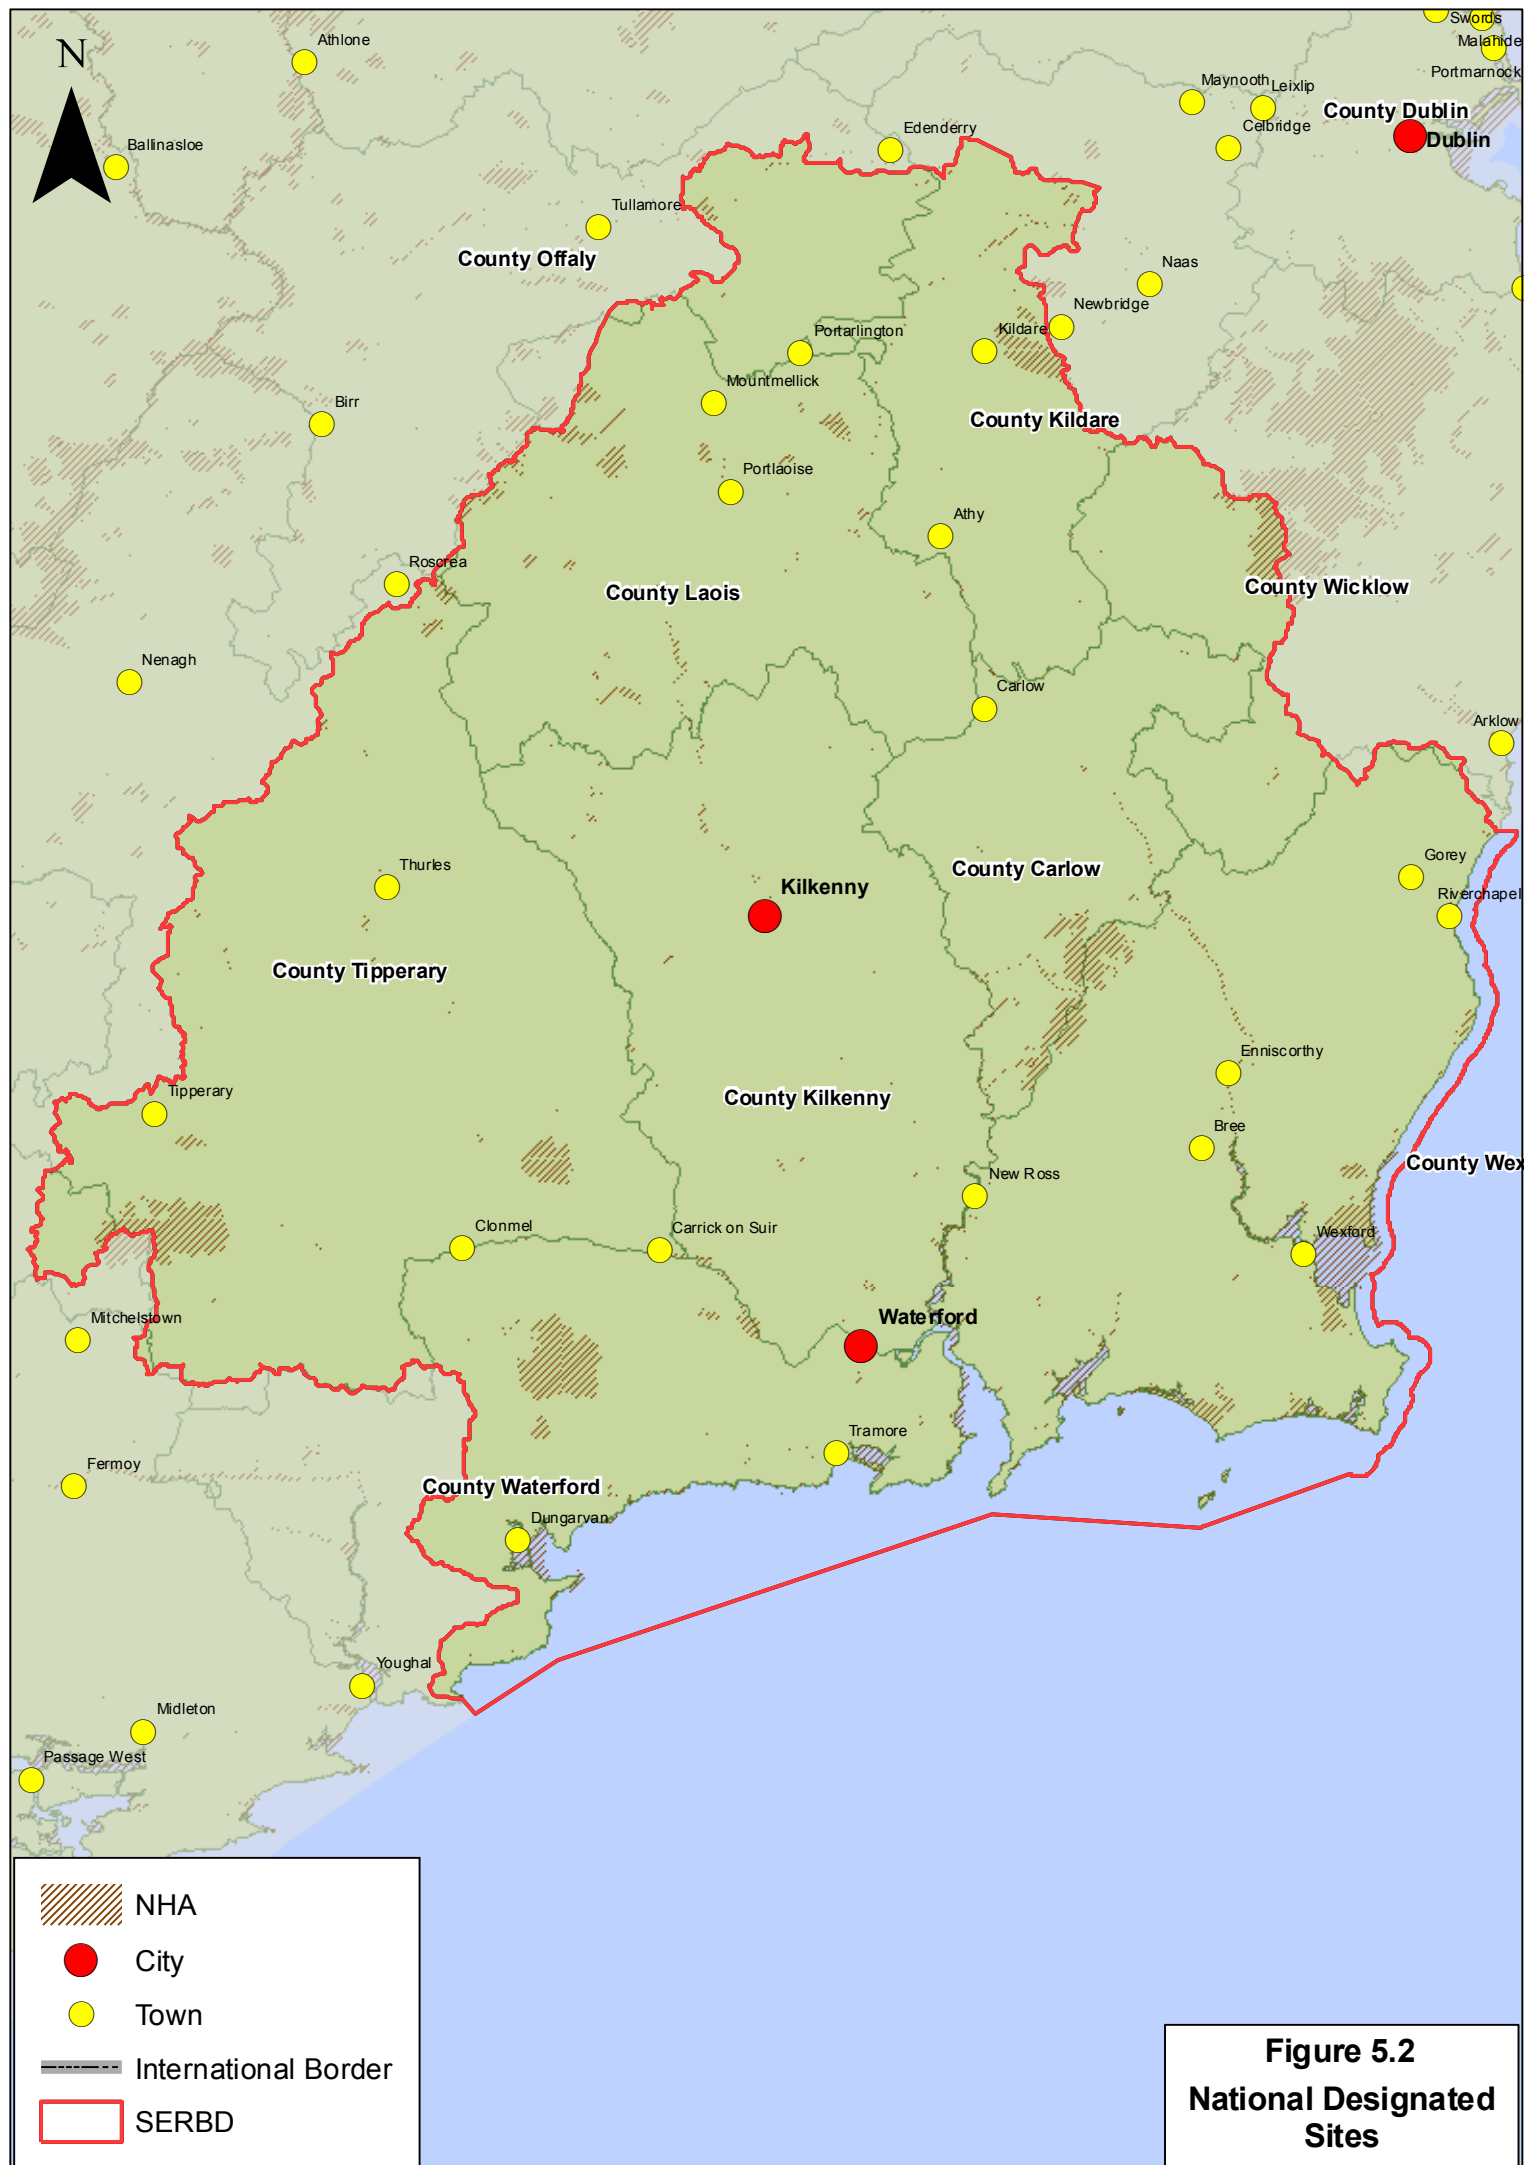 Swords
Malahide
Portmarnock
N
Athlone
Maynooth
Leixlip
County Dublin
Dublin
Celbridge
Edenderry
Ballinasloe
Tullamore
County Offaly
Naas
Newbridge
Kildare
Portarlington
Mountmellick
Birr
County Kildare
Portlaoise
Athy
Roscrea
County Laois
County Wicklow
Nenagh
Carlow
Arklow
Thurles
Gorey
County Carlow
Kilkenny
Riverchapel
County Tipperary
Enniscorthy
Tipperary
County Kilkenny
Bree
County Wex
New Ross
Clonmel
Carrick on Suir
Wexford
Mitchelstown
Waterford
Tramore
Fermoy
County Waterford
Dungarvan
Youghal
Midleton
Passage West
NHA
City
Town
International Border
SERBD
Figure 5.2
National Designated
Sites